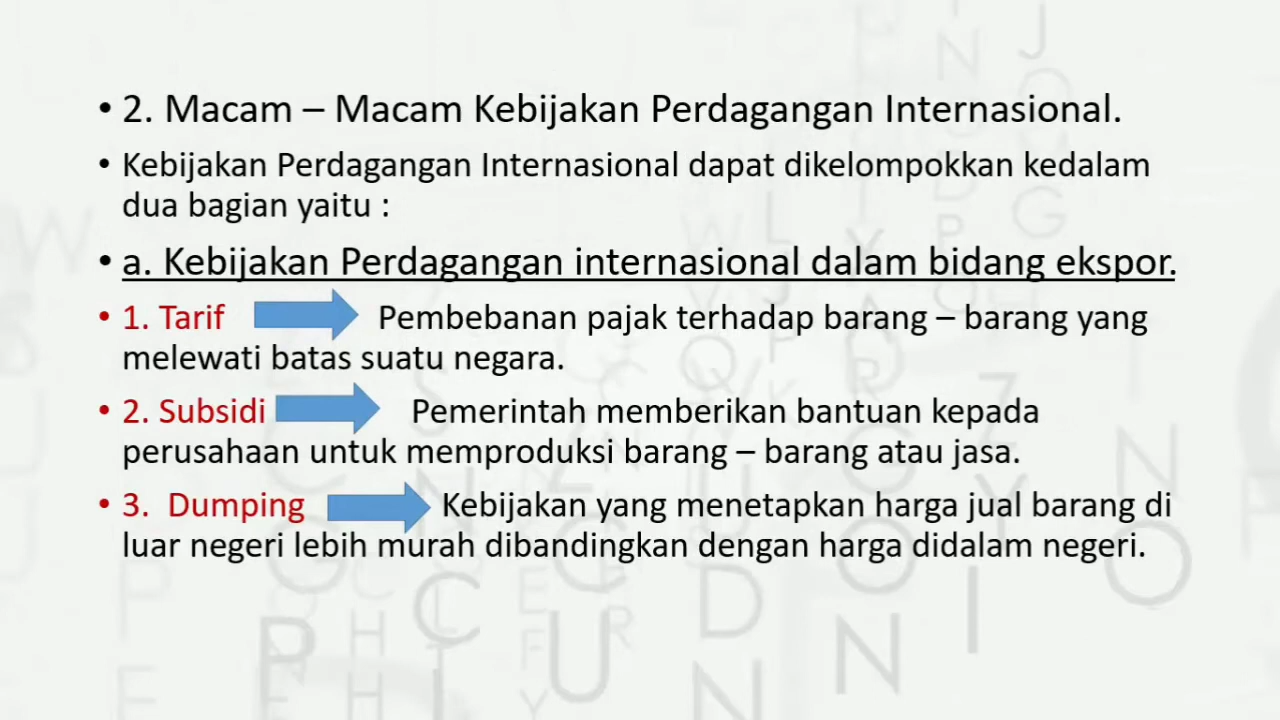 • 2. Macam – Macam Kebijakan Perdagangan Internasional.
• Kebijakan Perdagangan Internasional dapat dikelompokkan kedalam
dua bagian yaitu :
• a. Kebijakan Perdagangan internasional dalam bidang ekspor.
• 1. Tarif Pembebanan pajak terhadap barang – barang yang
melewati batas suatu negara.
• 2. Subsidi Pemerintah memberikan bantuan kepada
perusahaan untuk memproduksi barang – barang atau jasa.
• 3. Dumping Kebijakan yang menetapkan harga jual barang di
luar negeri lebih murah dibandingkan dengan harga didalam negeri.